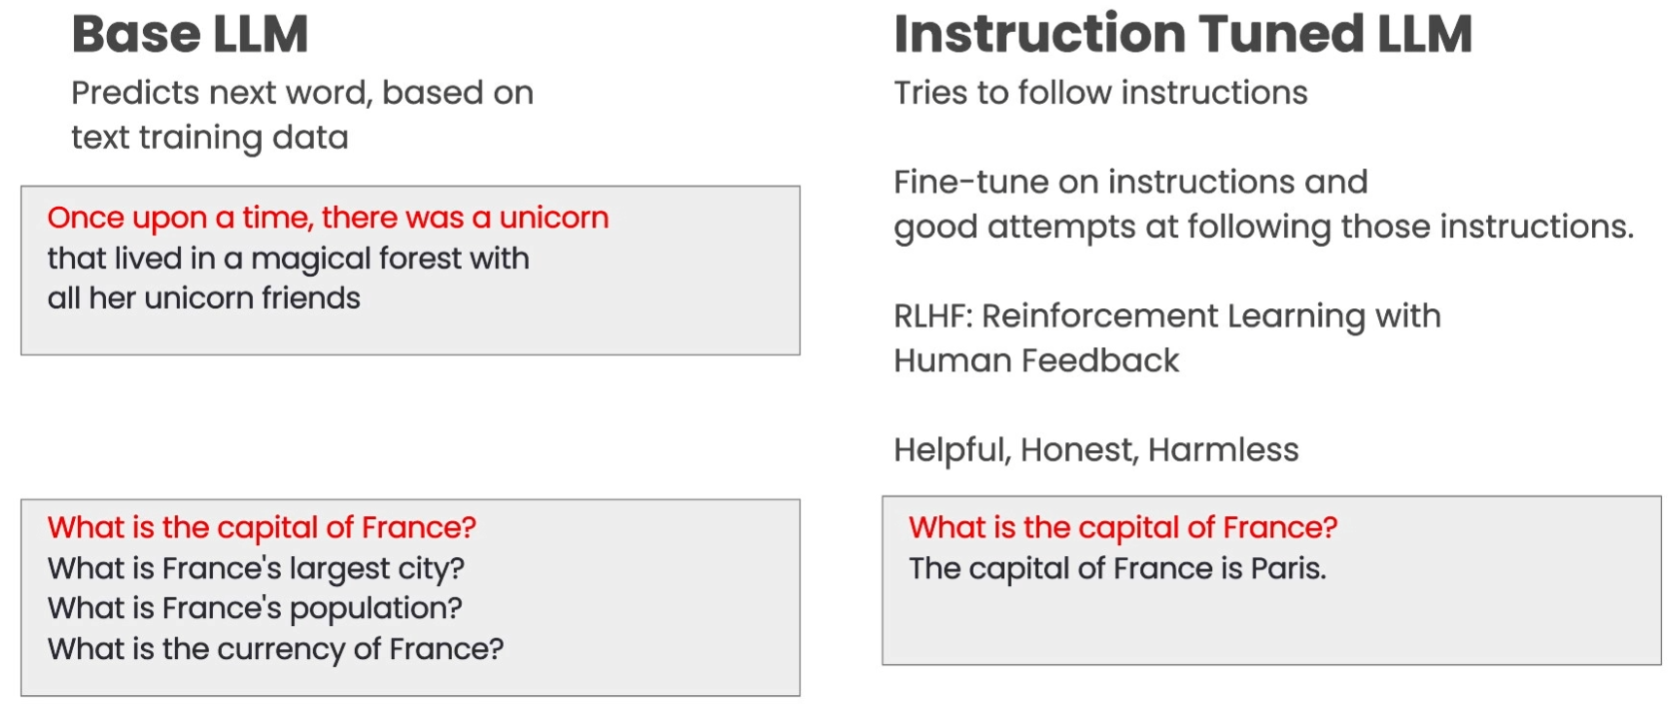 Base LLM
Predicts next word, based on
text training data
Once upon a time, there was a unicorn
that lived in a magical forest with
all her unicorn friends
What is the capital of France?
What is France's largest city?
What is France's population?
What is the currency of France?
Instruction Tuned LLM
Tries to follow instructions
Fine-tune on instructions and
good attempts at following those instructions.
RLHF: Reinforcement Learning with
Human Feedback
Helpful, Honest, Harmless
What is the capital of France?
The capital of France is Paris.